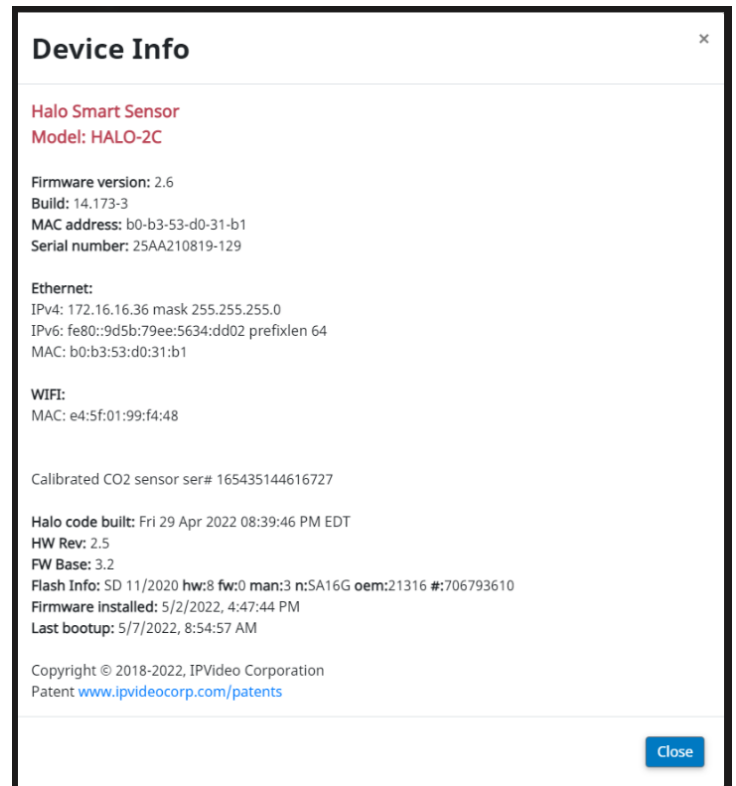 Device Info
×
Halo Smart Sensor
Model: HALO-2C
Firmware version: 2.6
Build: 14.173-3
MAC address: b0-b3-53-d0-31-b1
Serial number: 25AA210819-129
Ethernet:
IPv4: 172.16.16.36 mask 255.255.255.0
IPv6: fe80::9d5b:79ee:5634:dd02 prefixlen 64
MAC: b0:b3:53:d0:31:b1
WIFI:
MAC: e4:5f:01:99:f4:48
Calibrated CO2 sensor ser# 165435144616727
Halo code built: Fri 29 Apr 2022 08:39:46 PM EDT
HW Rev: 2.5
FW Base: 3.2
Flash Info: SD 11/2020 hw:8 fw:0 man:3 n:SA16G oem:21316 #:706793610
Firmware installed: 5/2/2022, 4:47:44 PM
Last bootup: 5/7/2022, 8:54:57 AM
Copyright © 2018-2022, IPVideo Corporation
Patent www.ipvideocorp.com/patents
Close